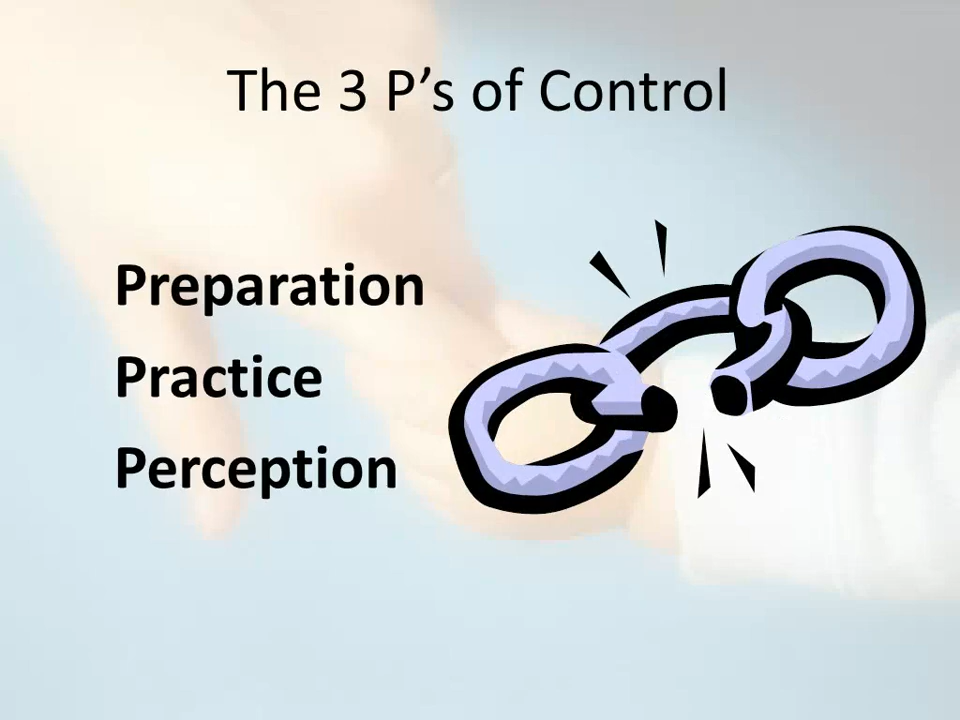 The 3 P’s of Control
Preparation
Practice
Perception